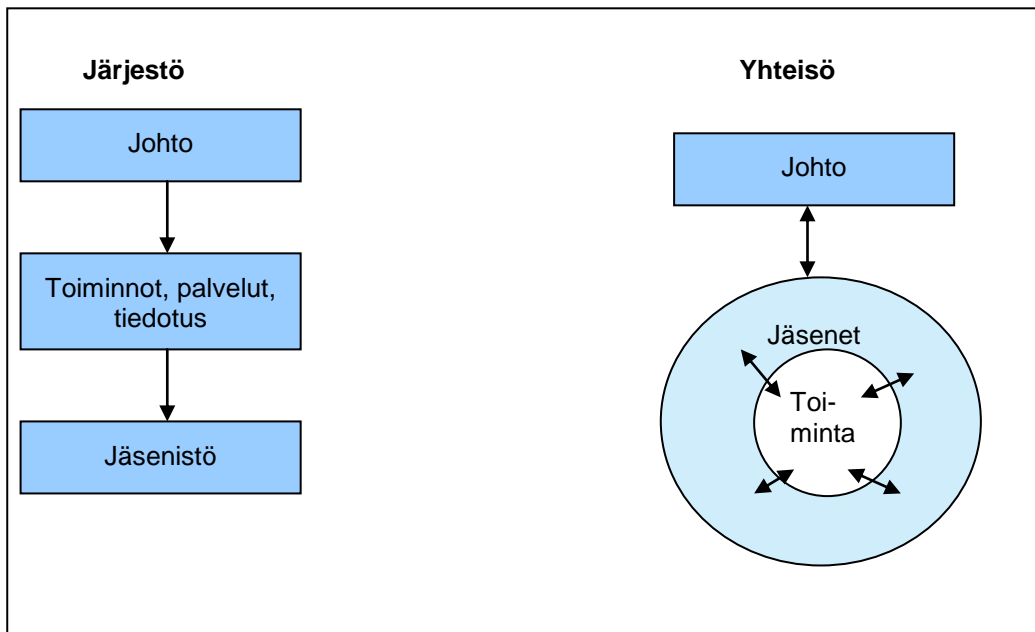 Järjestö
Johto
Toiminnot, palvelut,
tiedotus
Jäsenistö
Yhteisö
Johto
Jäsenet
Toi-
minta